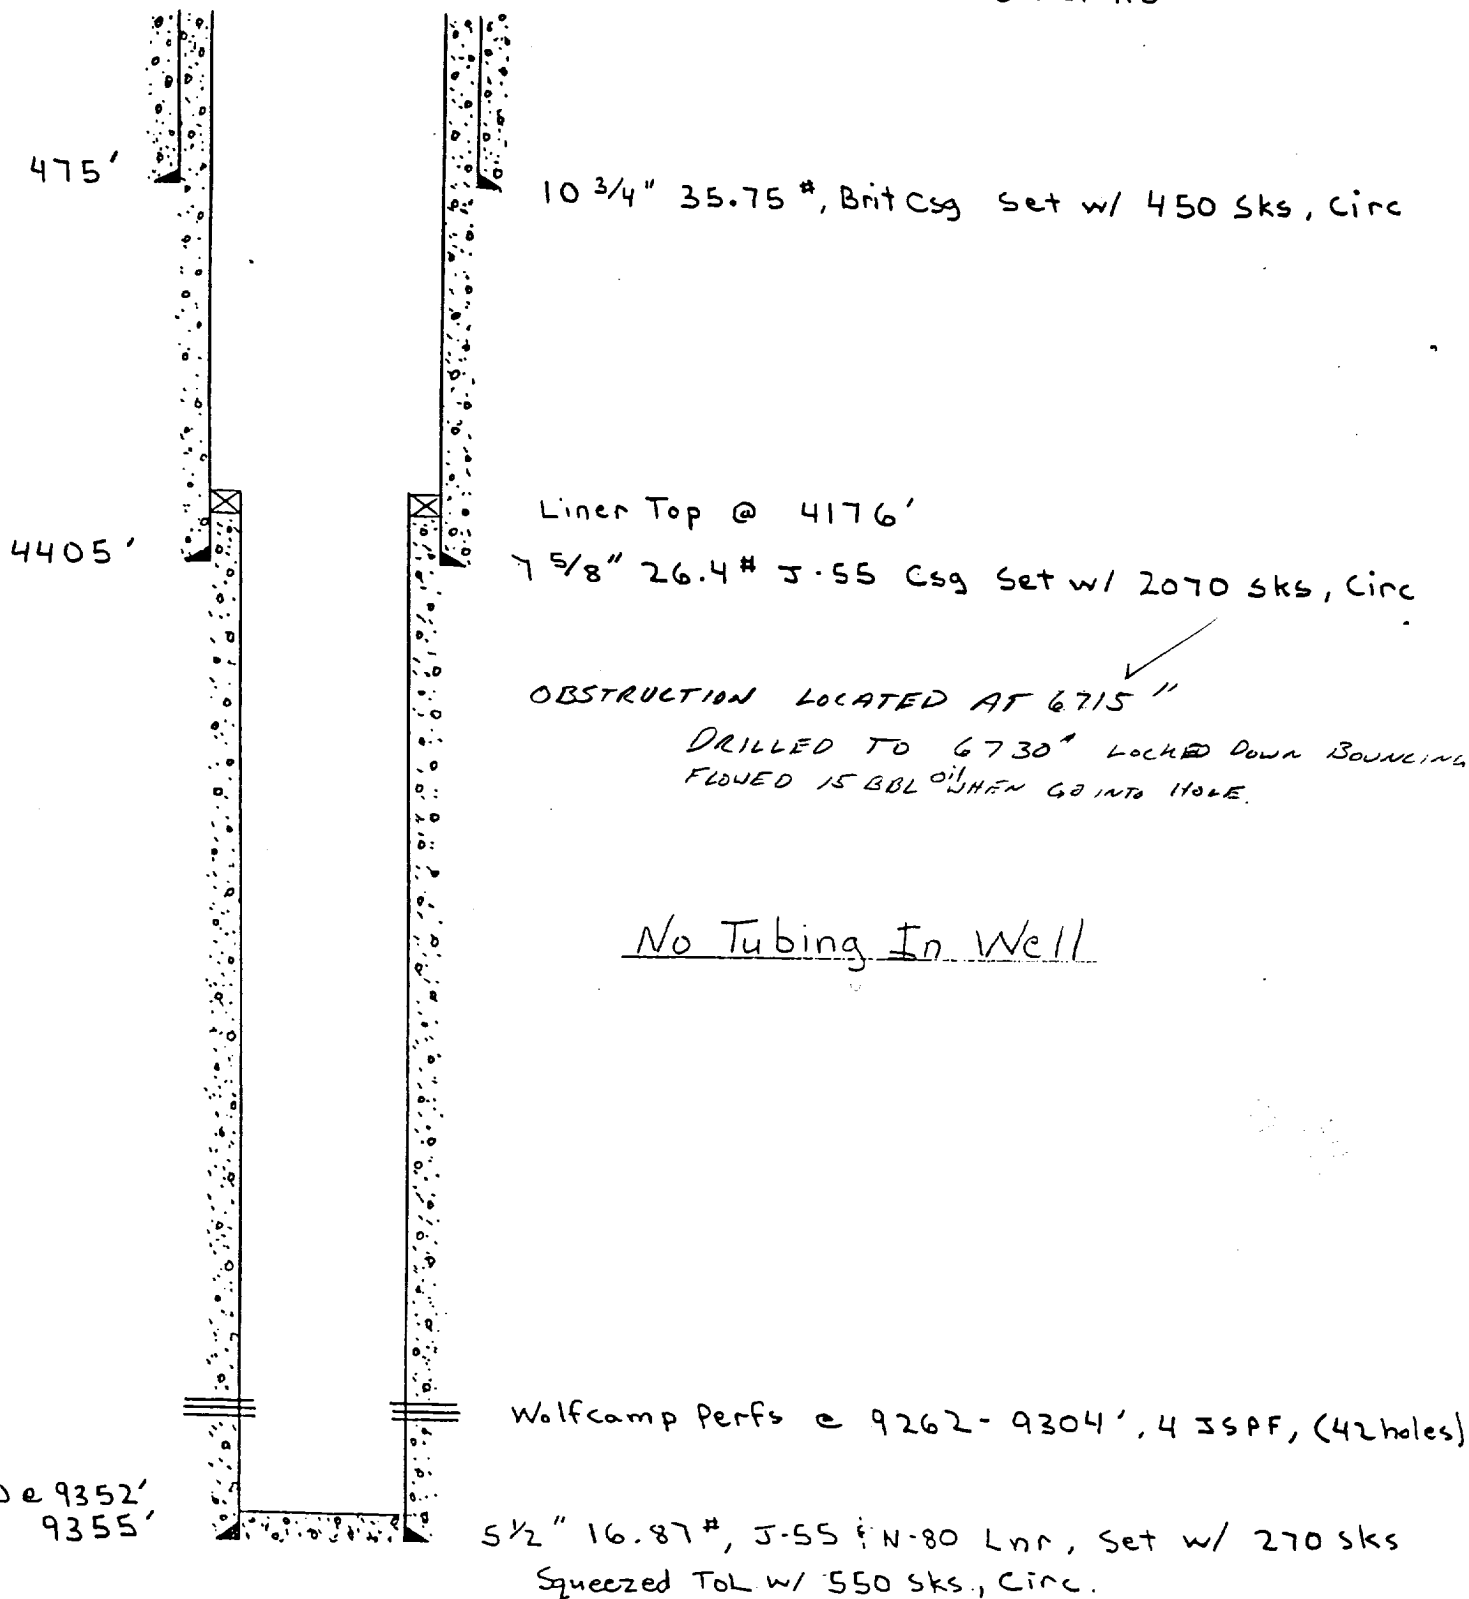 475'
10 3/4" 35.75 #, Brit Csg Set w/ 450 Sks, Circ
Liner Top @ 4176'
4405'
7 5/8" 26.4 # J-55 Csg Set w/ 2070 sks, Circ
OBSTRUCTION LOCATED AT 6715"
DRILLED TO 6730" LOCKED DOWN BOUNCING
FLOWED 15 BBL oil WHEN GO INTO HOLE.
No Tubing In Well
Wolfcamp Perfs @ 9262-9304', 4 JSPF, (42 holes)
@ 9352'
9355'
5 1/2" 16.87 #, J-55 & N-80 Lnr, Set w/ 270 sks
Squeezed TOL w/ 550 sks., Circ.